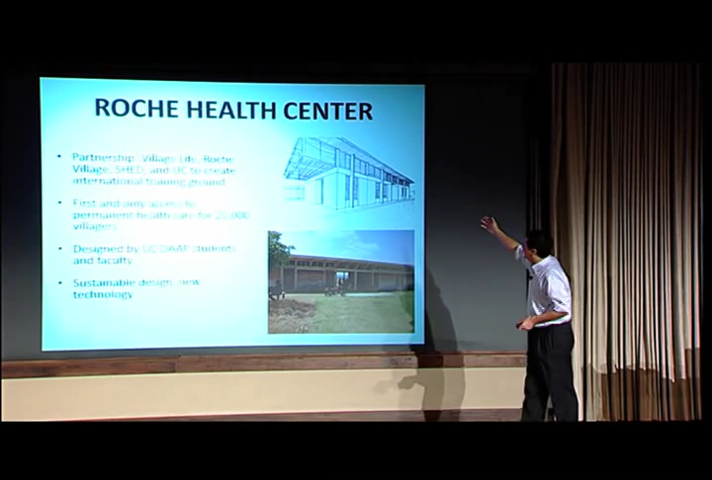 ROCHE HEALTH CENTER
• Partnership: Village Life, Roche
Village, SHED, and UC to create
international training ground
• First and only access to
permanent health care for 20,000
villagers
• Designed by UC DAAP students
and faculty
• Sustainable design, new
technology